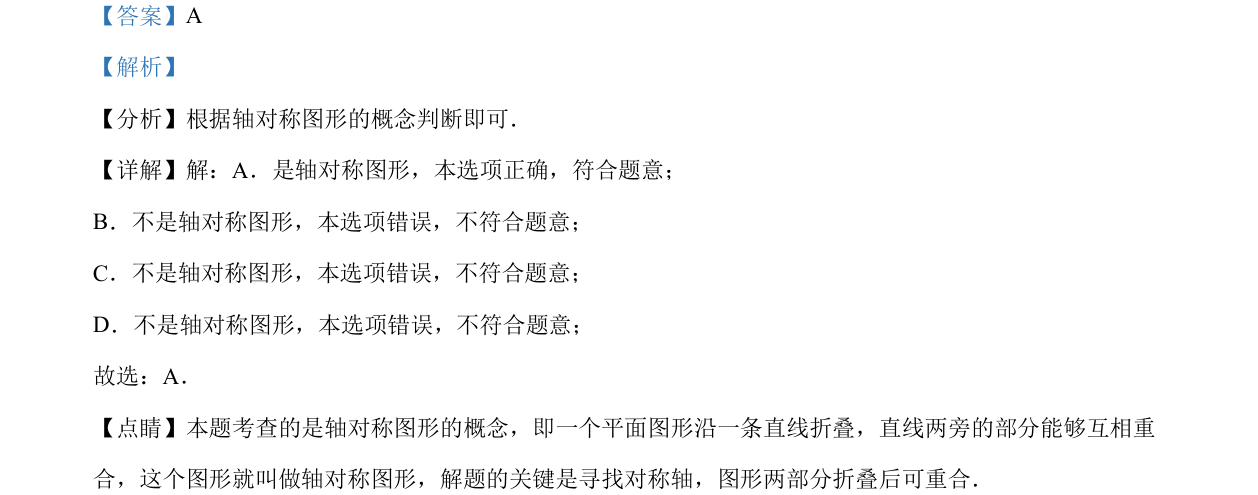 【答案】A
【解析】
【分析】根据轴对称图形的概念判断即可．
【详解】解：A．是轴对称图形，本选项正确，符合题意；
B．不是轴对称图形，本选项错误，不符合题意；
C．不是轴对称图形，本选项错误，不符合题意；
D．不是轴对称图形，本选项错误，不符合题意；
故选：A．
【点睛】本题考查的是轴对称图形的概念，即一个平面图形沿一条直线折叠，直线两旁的部分能够互相重
合，这个图形就叫做轴对称图形，解题的关键是寻找对称轴，图形两部分折叠后可重合．